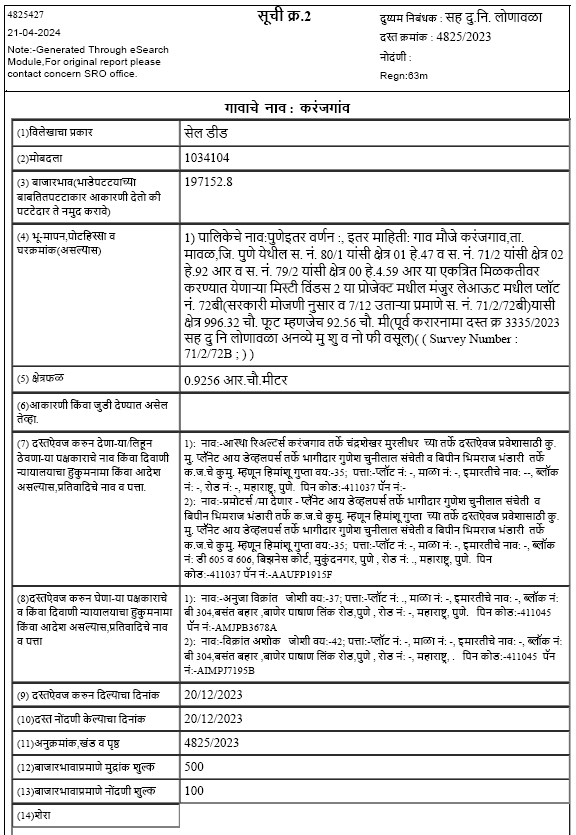 4825427
21-04-2024
Note:-Generated Through eSearch
Module,For original report please
contact concern SRO office.
सूची क्र.2
दुय्यम निबंधक : सह दु.नि. लोणावळा
दस्त क्रमांक : 4825/2023
नोदंणी :
Regn:63m
गावाचे नाव : करंजगांव
(1)विलेखाचा प्रकार
सेल डीड
(2)मोबदला
1034104
(3) बाजारभाव(भाडेपटटयाच्या
बाबतितपटटाकार आकारणी देतो की
पटटेदार ते नमुद करावे)
197152.8
(4) भू-मापन,पोटहिस्सा व
घरक्रमांक(असल्यास)
1) पालिकेचे नाव:पुणेइतर वर्णन :, इतर माहिती: गाव मौजे करंजगाव,ता.
मावळ,जि. पुणे येथील स. नं. 80/1 यांसी क्षेत्र 01 हे.47 व स. नं. 71/2 यांसी क्षेत्र 02
हे.92 आर व स. नं. 79/2 यांसी क्षेत्र 00 हे.4.59 आर या एकत्रित मिळकतीवर
करण्यात येणाऱ्या मिस्टी विंडस 2 या प्रोजेक्ट मधील मंजुर लेआऊट मधील प्लॉट
नं. 72बी(सरकारी मोजणी नुसार व 7/12 उताऱ्या प्रमाणे स. नं. 71/2/72बी)यासी
क्षेत्र 996.32 चौ. फूट म्हणजेच 92.56 चौ. मी(पूर्व करारनामा दस्त क्र 3335/2023
सह दु नि लोणावळा अनव्ये मु शु व नो फी वसूल)( ( Survey Number :
71/2/72B ; ) )
(5) क्षेत्रफळ
0.9256 आर.चौ.मीटर
(6)आकारणी किंवा जुडी देण्यात असेल
तेव्हा.
(7) दस्तऐवज करुन देणा-या/लिहून
ठेवणा-या पक्षकाराचे नाव किंवा दिवाणी
न्यायालयाचा हुकुमनामा किंवा आदेश
असल्यास,प्रतिवादिचे नाव व पत्ता.
1): नाव:-आस्था रिअल्टर्स करंजगाव तर्फे चंद्रशेखर मुरलीधर च्या तर्फे दस्तऐवज प्रवेशासाठी कु.
मु. प्लॅनेट आय डेव्हलपर्स तर्फे भागीदार गुणेश चुनीलाल संचेती व बिपीन भिमराज भंडारी तर्फे
क.ज.चे कुमु. म्हणून हिमांशू गुप्ता वय:-35; पत्ता:-प्लॉट नं: -, माळा नं: -, इमारतीचे नाव: --, ब्लॉक
नं: -, रोड नं: -, महाराष्ट्र, पुणे. पिन कोड:-411037 पॅन नं:-
2): नाव:-प्रमोटर्स /मा देणार - प्लॅनेट आय डेव्हलपर्स तर्फे भागीदार गुणेश चुनीलाल संचेती व
बिपीन भिमराज भंडारी तर्फे क.ज.चे कुमु. म्हणून हिमांशू गुप्ता च्या तर्फे दस्तऐवज प्रवेशासाठी कु.
मु. प्लॅनेट आय डेव्हलपर्स तर्फे भागीदार गुणेश चुनीलाल संचेती व बिपीन भिमराज भंडारी तर्फे
क.ज.चे कुमु. म्हणून हिमांशू गुप्ता वय:-35; पत्ता:-प्लॉट नं: -, माळा नं: -, इमारतीचे नाव: -, ब्लॉक
नं: डी 605 व 606, बिझनेस कोर्ट, मुकुंदनगर, पुणे , रोड नं: ., महाराष्ट्र, पुणे. पिन
कोड:-411037 पॅन नं:-AAUFP1915F
(8)दस्तऐवज करुन घेणा-या पक्षकाराचे
व किंवा दिवाणी न्यायालयाचा हुकुमनामा
किंवा आदेश असल्यास,प्रतिवादिचे नाव
व पत्ता
1): नाव:-अनुजा विक्रांत जोशी वय:-37; पत्ता:-प्लॉट नं: ., माळा नं: -, इमारतीचे नाव: -, ब्लॉक नं:
बी 304,बसंत बहार ,बाणेर पाषाण लिंक रोड,पुणे , रोड नं: -, महाराष्ट्र, पुणे. पिन कोड:-411045
पॅन नं:-AMJPB3678A
2): नाव:-विक्रांत अशोक जोशी वय:-42; पत्ता:-प्लॉट नं: -, माळा नं: -, इमारतीचे नाव: -, ब्लॉक नं:
बी 304,बसंत बहार ,बाणेर पाषाण लिंक रोड,पुणे , रोड नं: -, महाराष्ट्र, . पिन कोड:-411045 पॅन
नं:-AIMPJ7195B
(9) दस्तऐवज करुन दिल्याचा दिनांक
20/12/2023
(10)दस्त नोंदणी केल्याचा दिनांक
20/12/2023
(11)अनुक्रमांक,खंड व पृष्ठ
4825/2023
(12)बाजारभावाप्रमाणे मुद्रांक शुल्क
500
(13)बाजारभावाप्रमाणे नोंदणी शुल्क
100
(14)शेरा